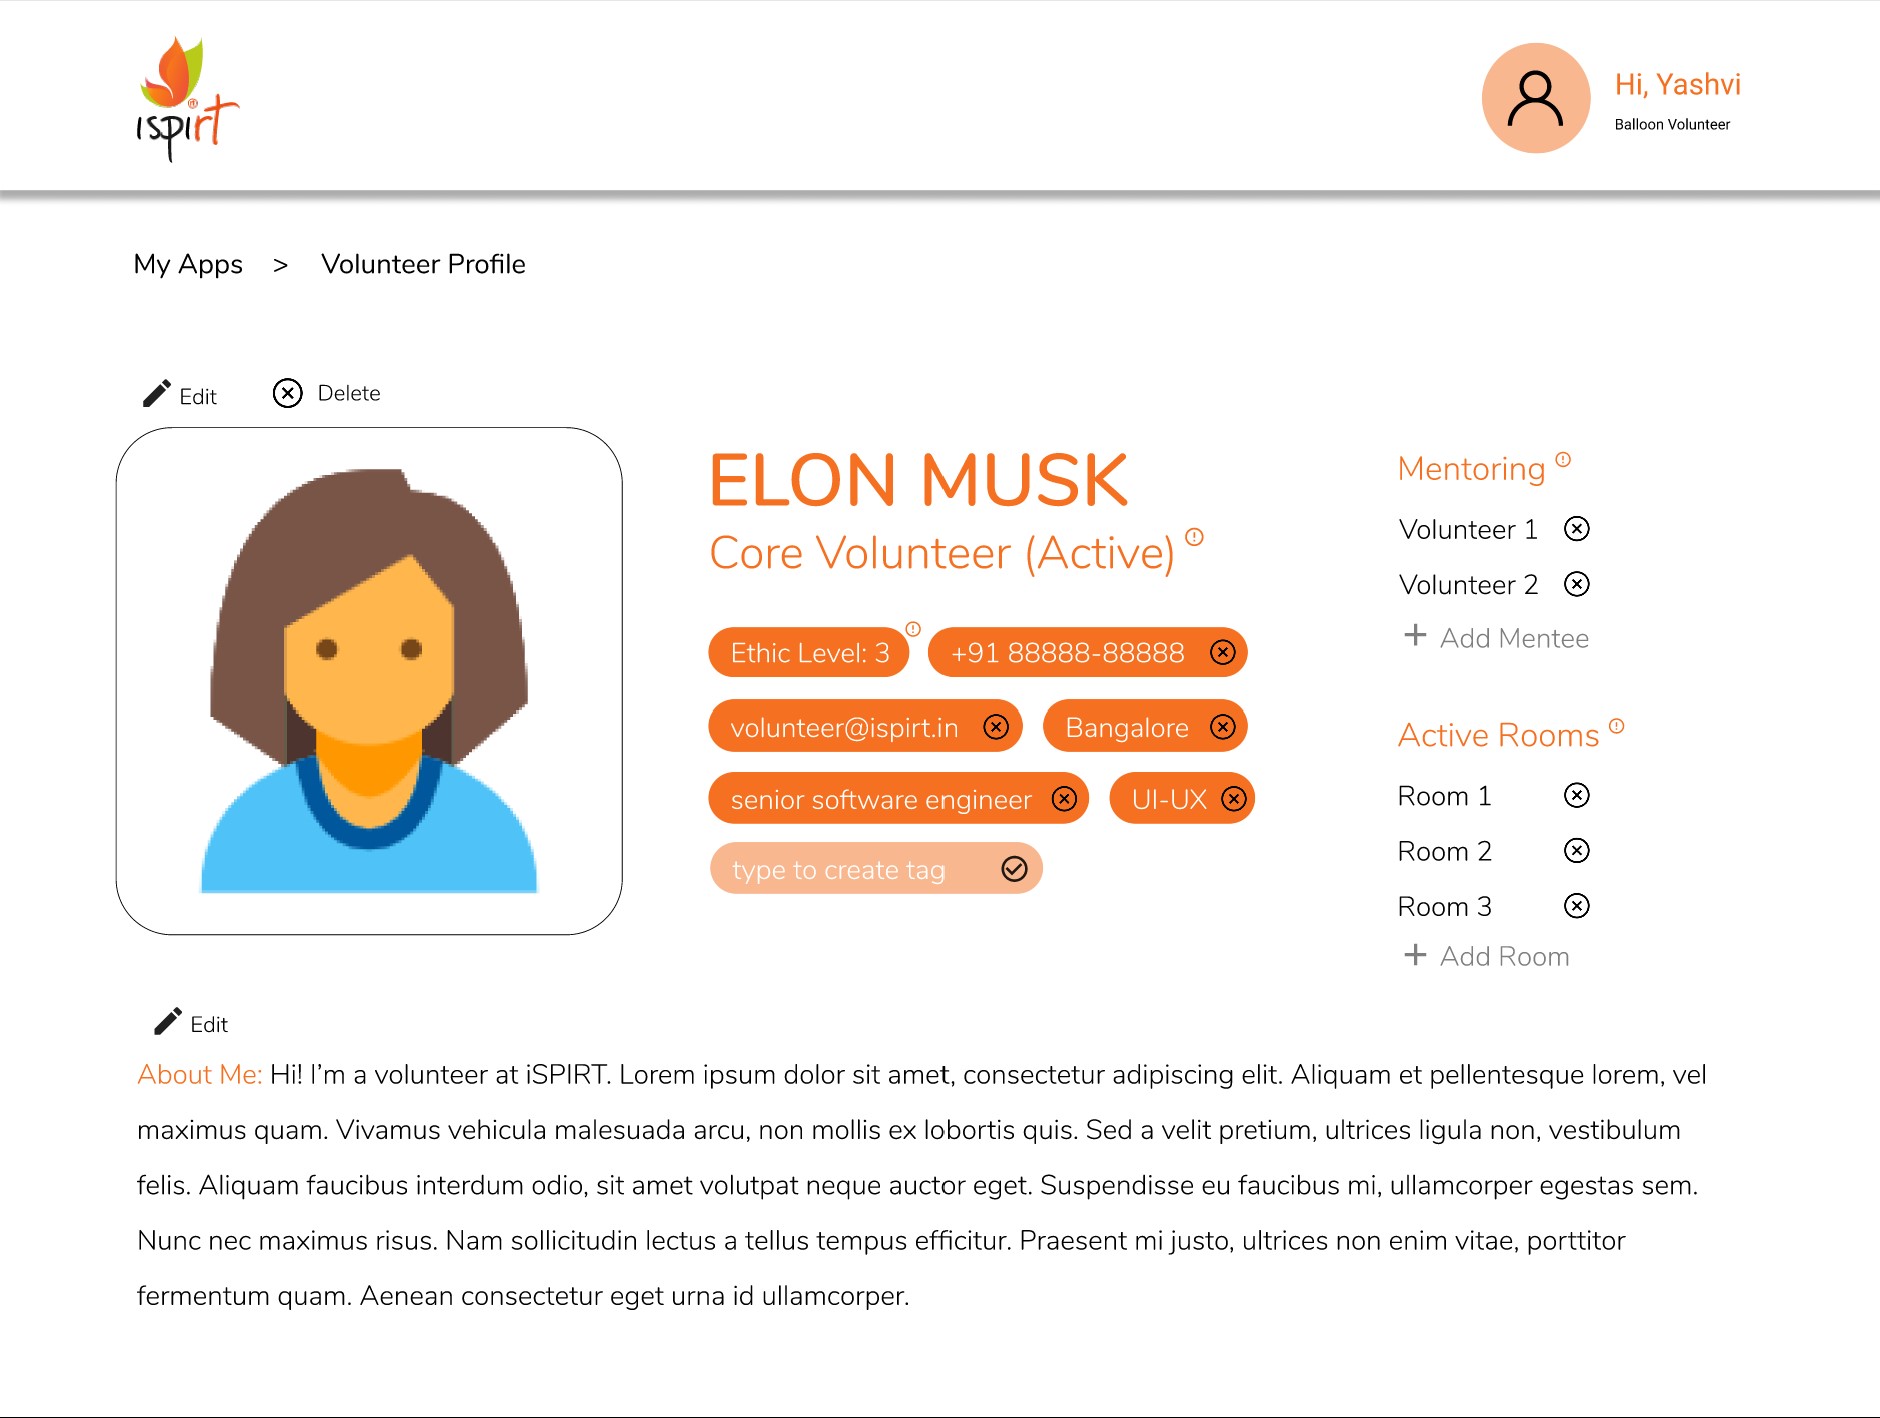 ispirt
Hi, Yashvi
Balloon Volunteer
My Apps > Volunteer Profile
Edit
Delete
ELON MUSK
Core Volunteer (Active)
Ethic Level: 3
+91 88888-88888
volunteer@ispirt.in
Bangalore
senior software engineer
UI-UX
type to create tag
Mentoring
Volunteer 1
Volunteer 2
+ Add Mentee
Active Rooms
Room 1
Room 2
Room 3
+ Add Room
Edit
About Me: Hi! I’m a volunteer at iSPIRT. Lorem ipsum dolor sit amet, consectetur adipiscing elit. Aliquam et pellentesque lorem, vel
maximus quam. Vivamus vehicula malesuada arcu, non mollis ex lobortis quis. Sed a velit pretium, ultrices ligula non, vestibulum
felis. Aliquam faucibus interdum odio, sit amet volutpat neque auctor eget. Suspendisse eu faucibus mi, ullamcorper egestas sem.
Nunc nec maximus risus. Nam sollicitudin lectus a tellus tempus efficitur. Praesent mi justo, ultrices non enim vitae, porttitor
fermentum quam. Aenean consectetur eget urna id ullamcorper.